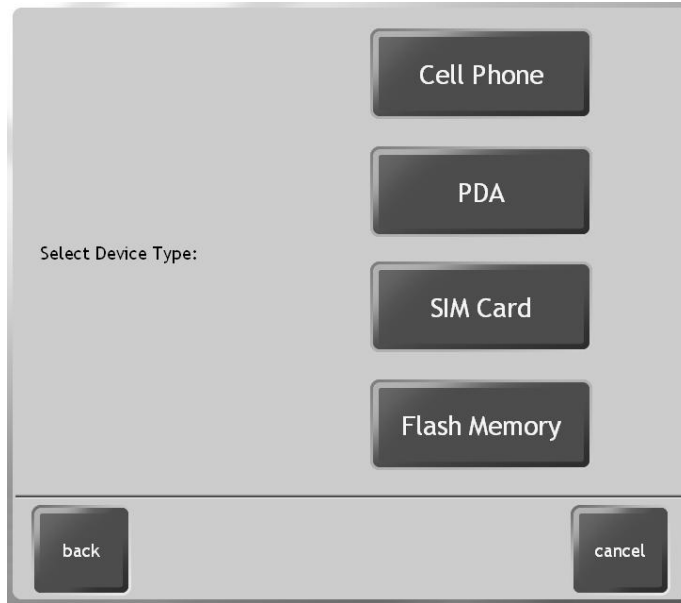 Cell Phone
PDA
Select Device Type:
SIM Card
Flash Memory
back
cancel